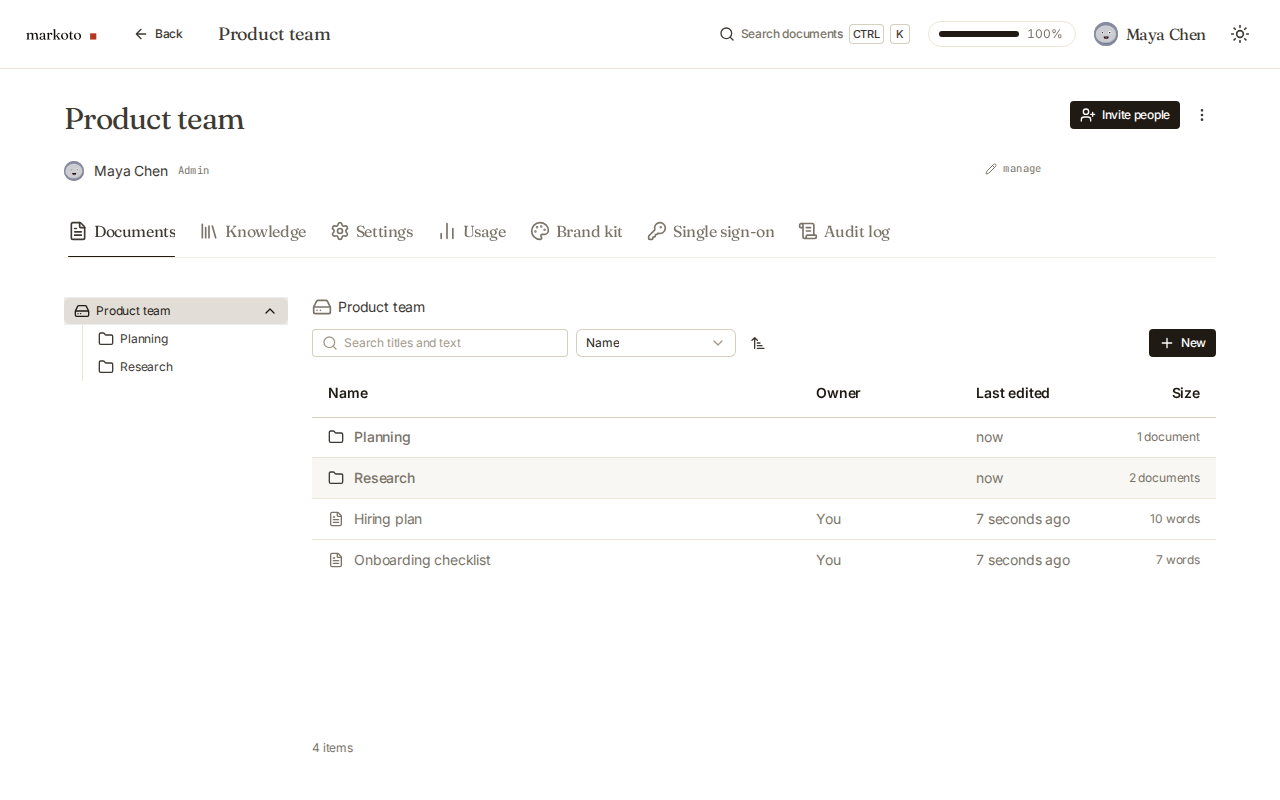 markoto
Back
Product team
Search documents CTRL K
100%
Maya Chen
Product team
Invite people
Maya Chen Admin
manage
Documents Knowledge Settings Usage Brand kit Single sign-on Audit log
Product team
Planning
Research
Product team
Search titles and text
Name
New
Name Owner Last edited Size
Planning now 1 document
Research now 2 documents
Hiring plan You 7 seconds ago 10 words
Onboarding checklist You 7 seconds ago 7 words
4 items